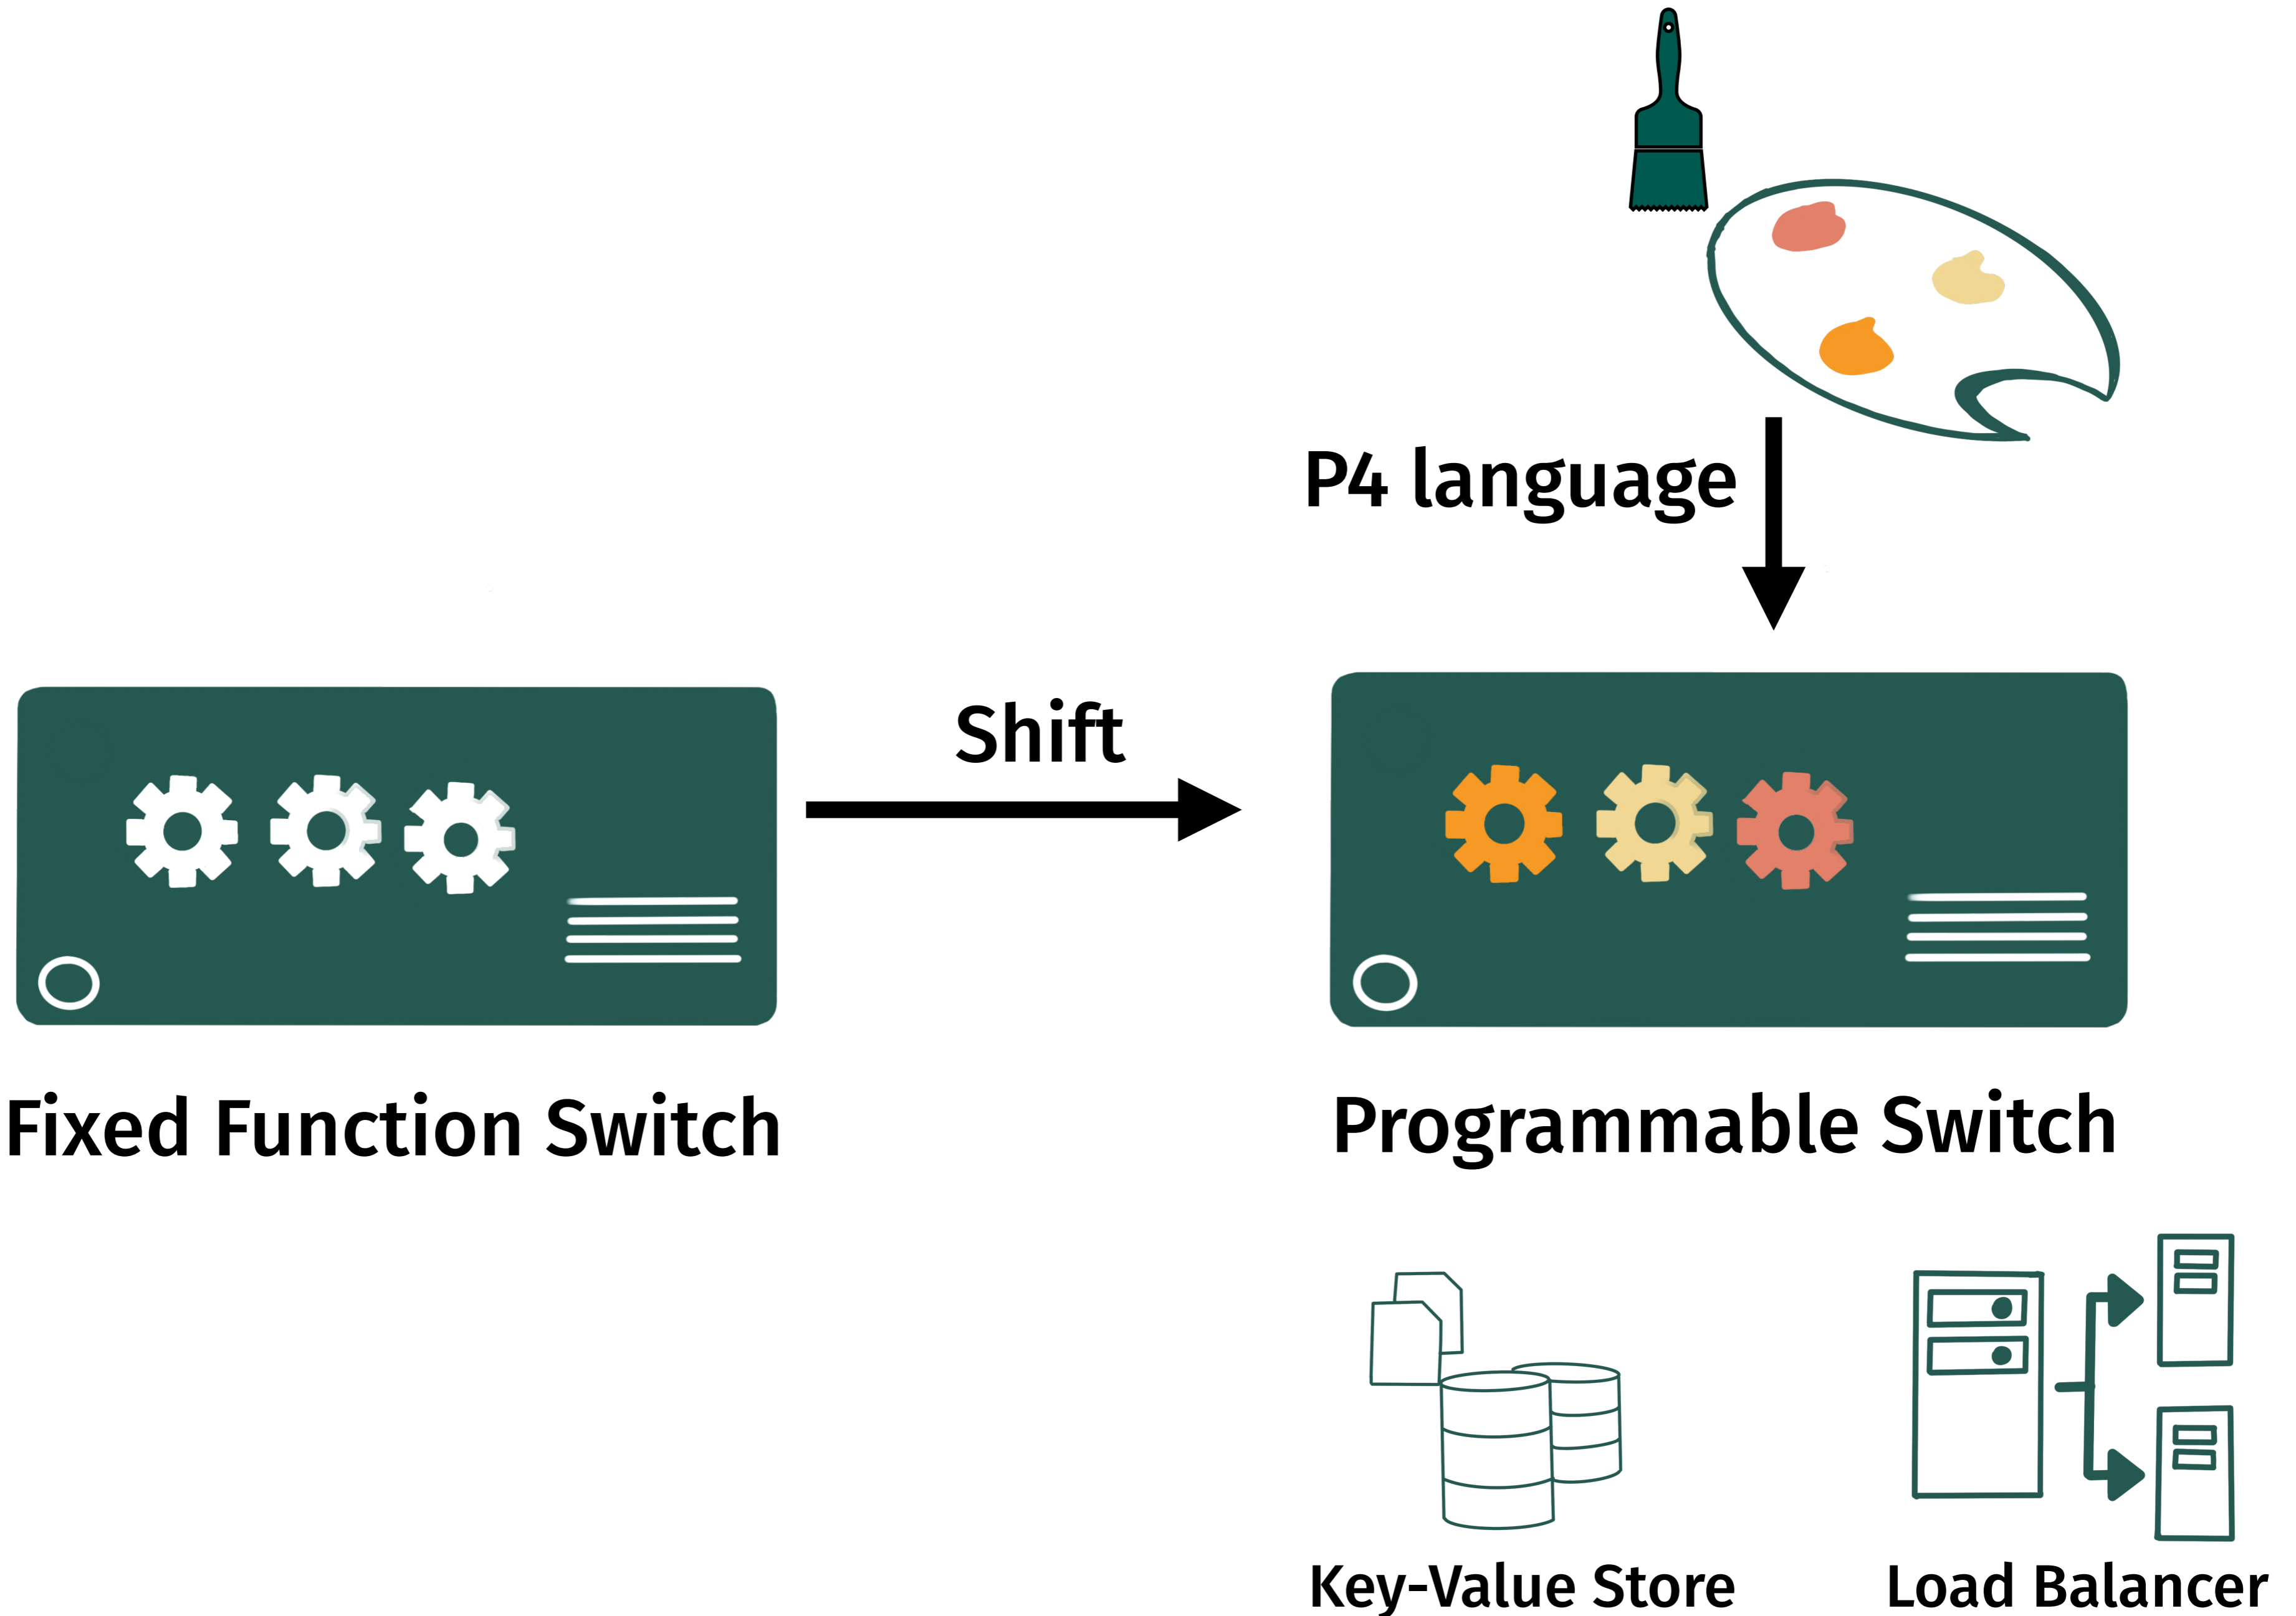 P4 language
Shift
Fixed Function Switch
Programmable Switch
Key-Value Store
Load Balancer